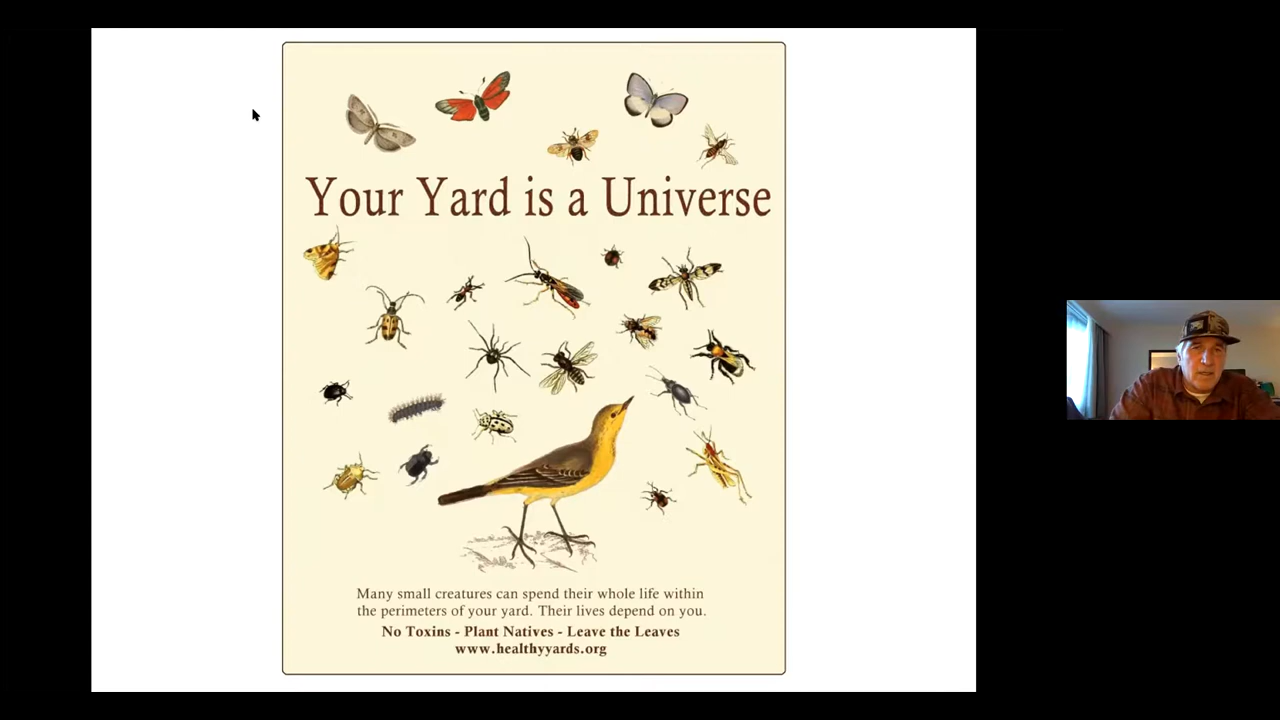 Your Yard is a Universe
Many small creatures can spend their whole life within
the perimeters of your yard. Their lives depend on you.
No Toxins - Plant Natives - Leave the Leaves
www.healthyyards.org